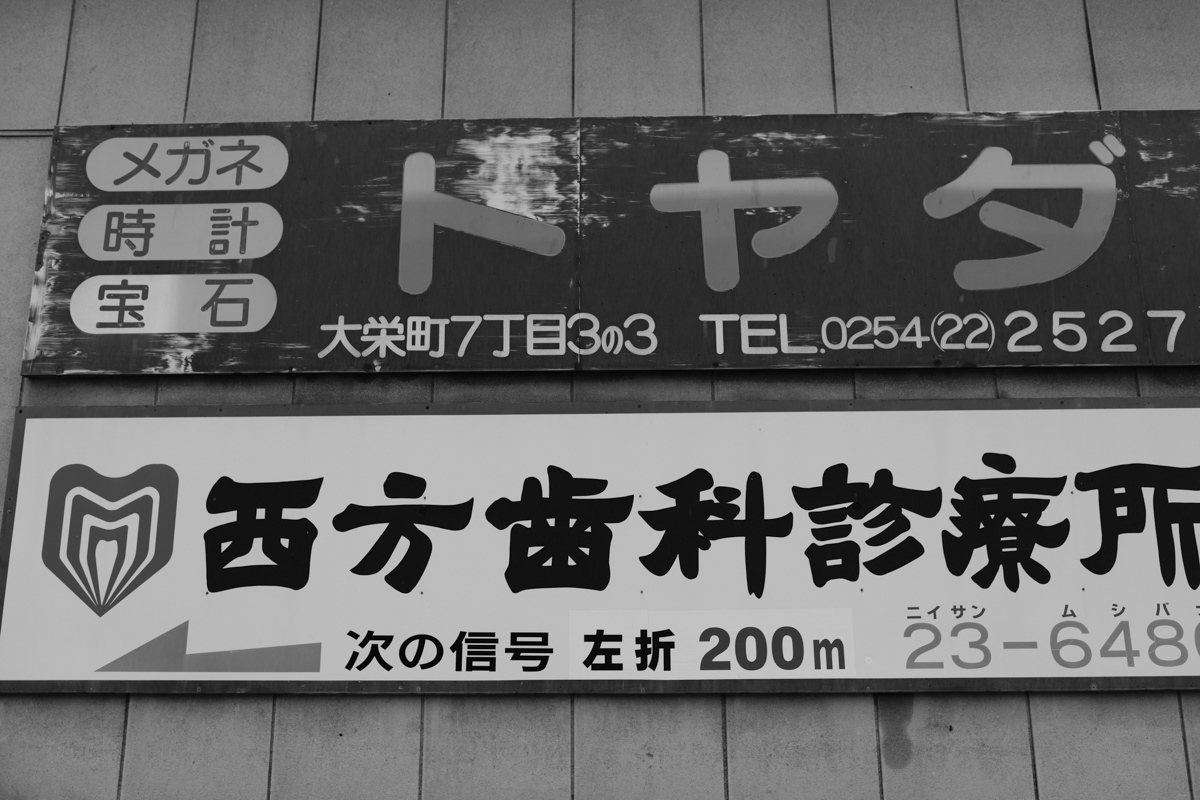 メガネ
時計
宝石
トヤダ
大栄町7丁目3の3 TEL.0254(22)2527
西方歯科診療所
ニイサン ムシバ
次の信号 左折 200m 23-648